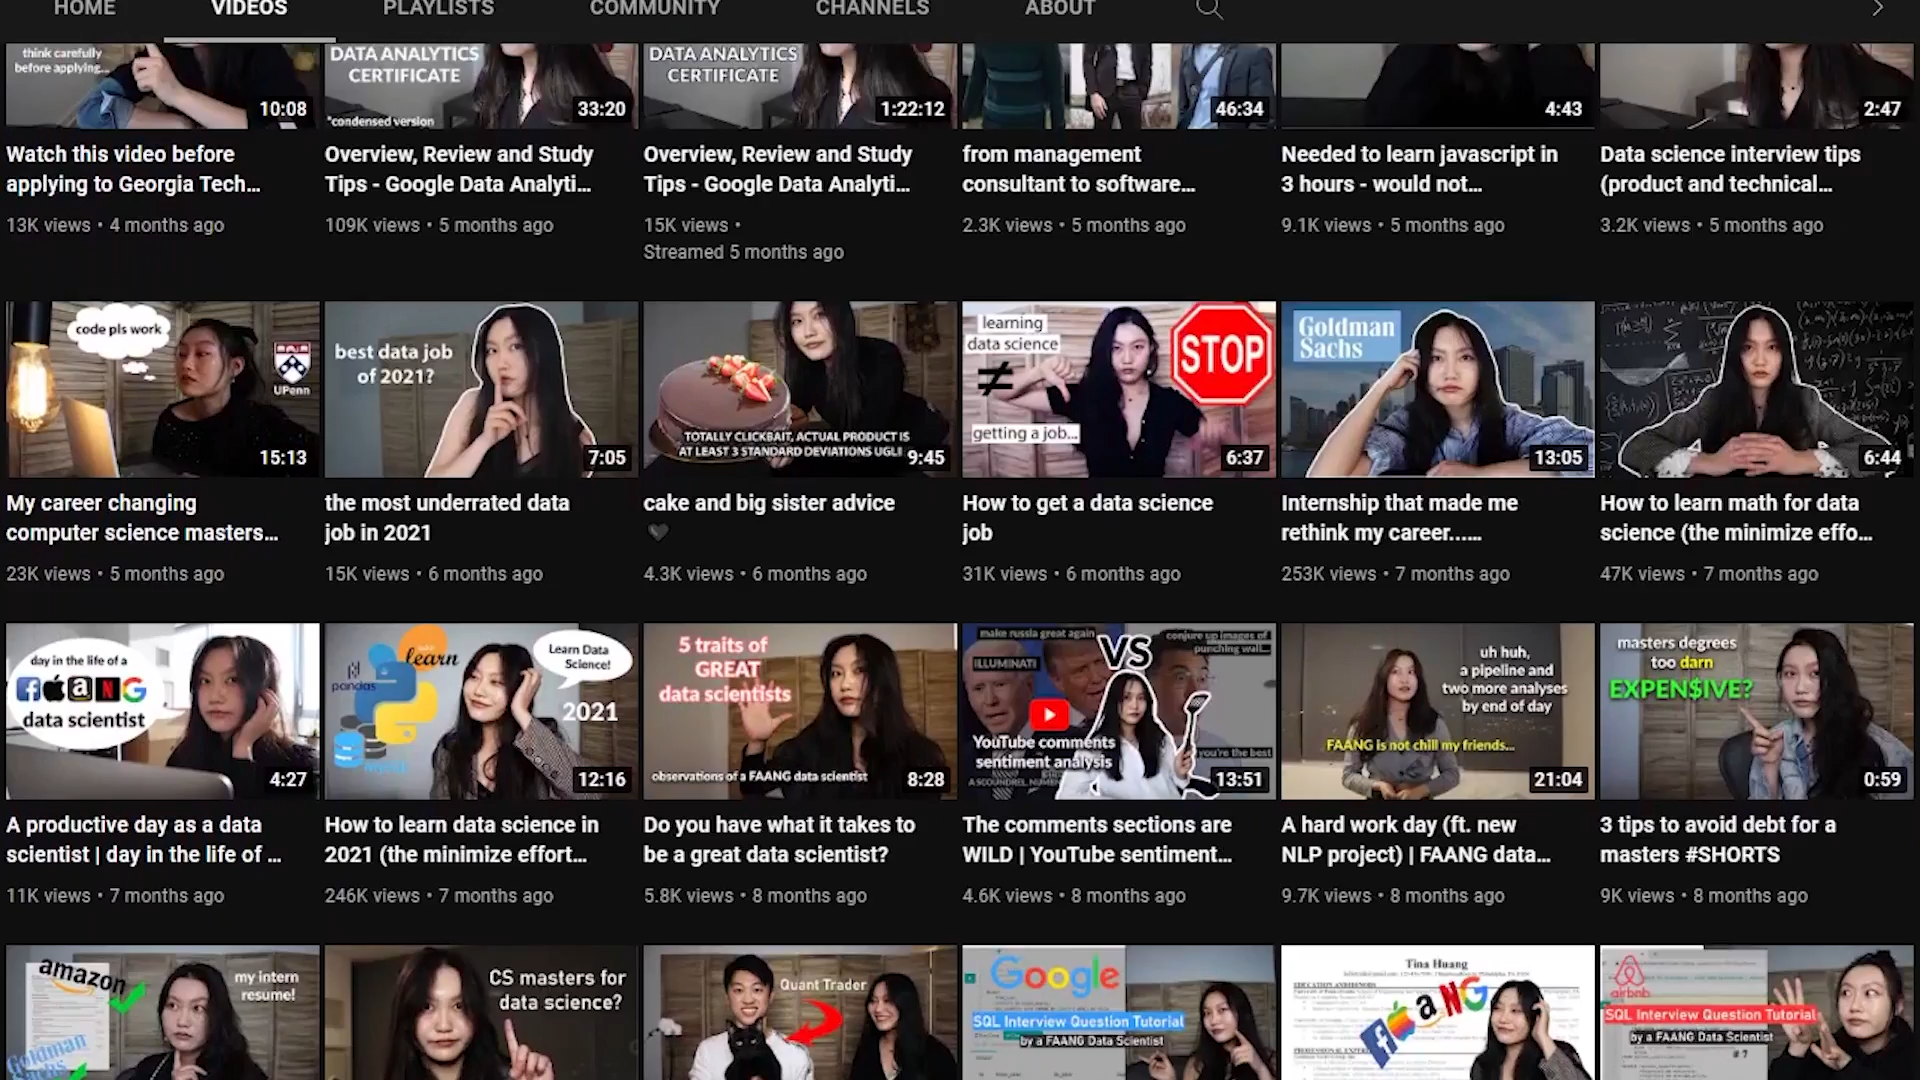 HOME VIDEOS PLAYLISTS COMMUNITY CHANNELS ABOUT
think carefully
before applying...
10:08
DATA ANALYTICS
CERTIFICATE
*condensed version
33:20
DATA ANALYTICS
CERTIFICATE
1:22:12
46:34
4:43
2:47
Watch this video before
applying to Georgia Tech...
13K views • 4 months ago
Overview, Review and Study
Tips - Google Data Analyti...
109K views • 5 months ago
Overview, Review and Study
Tips - Google Data Analyti...
15K views •
Streamed 5 months ago
from management
consultant to software...
2.3K views • 5 months ago
Needed to learn javascript in
3 hours - would not...
9.1K views • 5 months ago
Data science interview tips
(product and technical...
3.2K views • 5 months ago
code pls work
UPenn
15:13
best data job
of 2021?
7:05
TOTALLY CLICKBAIT, ACTUAL PRODUCT IS
AT LEAST 3 STANDARD DEVIATIONS UGLI
9:45
learning
data science
≠
getting a job...
STOP
6:37
Goldman
Sachs
13:05
6:44
My career changing
computer science masters...
23K views • 5 months ago
the most underrated data
job in 2021
15K views • 6 months ago
cake and big sister advice
🖤
4.3K views • 6 months ago
How to get a data science
job
31K views • 6 months ago
Internship that made me
rethink my career......
253K views • 7 months ago
How to learn math for data
science (the minimize effo...
47K views • 7 months ago
day in the life of a
f a N G
data scientist
4:27
learn
pandas
Learn Data
Science!
2021
MySQL
12:16
5 traits of
GREAT
data scientists
observations of a FAANG data scientist
8:28
make russia great again
conjure up images of
punching wall...
ILLUMINATI
VS
YouTube comments
sentiment analysis
you're the best
13:51
uh huh,
a pipeline and
two more analyses
by end of day
FAANG is not chill my friends...
21:04
masters degrees
too darn
EXPEN$IVE?
0:59
A productive day as a data
scientist | day in the life of ...
11K views • 7 months ago
How to learn data science in
2021 (the minimize effort...
246K views • 7 months ago
Do you have what it takes to
be a great data scientist?
5.8K views • 8 months ago
The comments sections are
WILD | YouTube sentiment...
4.6K views • 8 months ago
A hard work day (ft. new
NLP project) | FAANG data...
9.7K views • 8 months ago
3 tips to avoid debt for a
masters #SHORTS
9K views • 8 months ago
amazon
my intern
resume!
Goldman
Sachs
CS masters for
data science?
Quant Trader
Google
SQL Interview Question Tutorial
by a FAANG Data Scientist
Tina Huang
EDUCATION AND HONORS
f a N G
airbnb
SQL Interview Question Tutorial
by a FAANG Data Scientist
#7